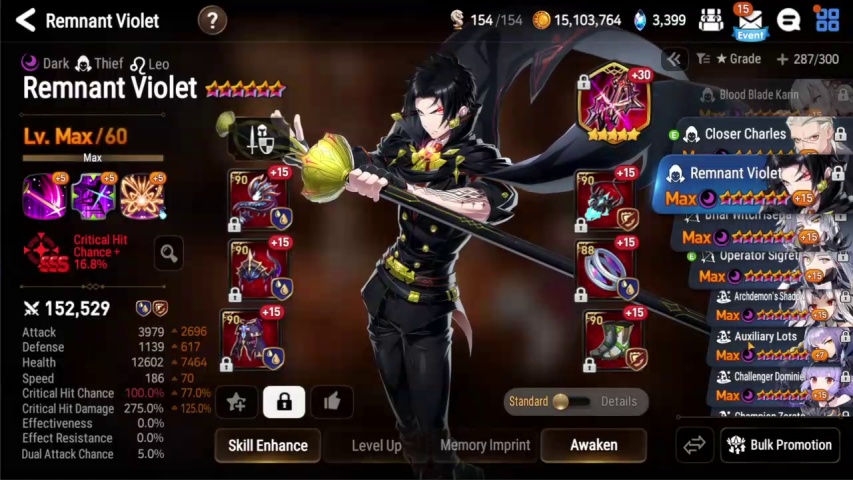 Remnant Violet
?
154/154
15,103,764
3,399
15
Event
Dark Thief Leo
Remnant Violet
Lv. Max/60
Max
+5
+5
+5
Critical Hit
Chance +
16.8%
SSS
152,529
Attack 3979 2696
Defense 1139 617
Health 12602 7464
Speed 186 70
Critical Hit Chance 100.0% 77.0%
Critical Hit Damage 275.0% 125.0%
Effectiveness 0.0%
Effect Resistance 0.0%
Dual Attack Chance 5.0%
90 +15
90 +15
90 +15
+30
90 +15
88 +15
90 +15
Standard Details
Skill Enhance
Level Up
Memory Imprint
Awaken
Grade + 287/300
Blood Blade Karin
E Closer Charles
Remnant Violet
Max +15
Max +15
E Operator Sigret
Max +15
Archdemon's Shad
Max +15
Auxiliary Lots
Max +7
Challenger Dominie
Max +15
Bulk Promotion